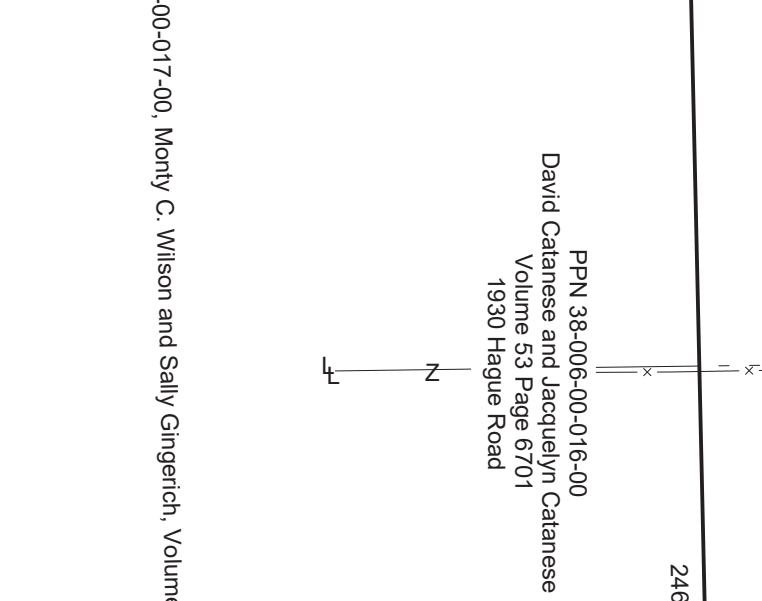 PPN 38-006-00-016-00
David Catanese and Jacquelyn Catanese
Volume 53 Page 6701
1930 Hague Road
-00-017-00, Monty C. Wilson and Sally Gingerich, Volume
246